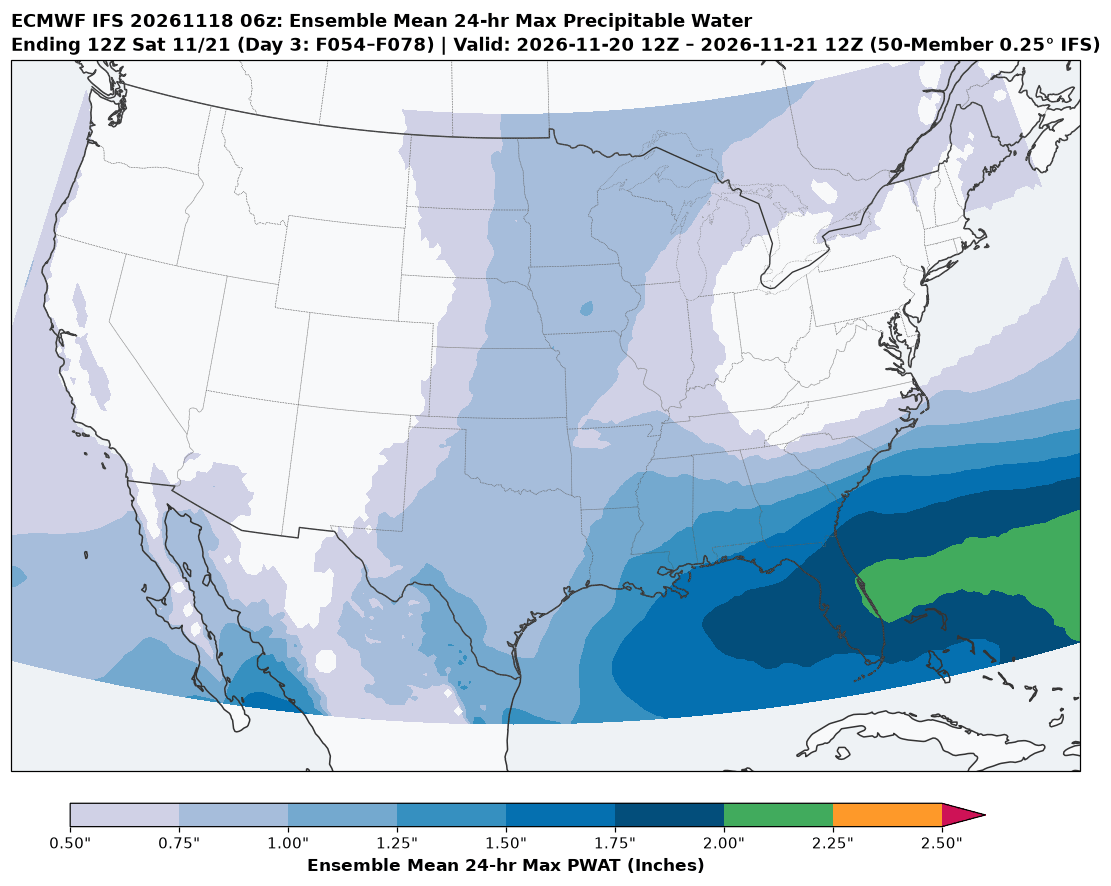 ECMWF IFS 20261118 06z: Ensemble Mean 24-hr Max Precipitable Water
Ending 12Z Sat 11/21 (Day 3: F054–F078) | Valid: 2026-11-20 12Z – 2026-11-21 12Z (50-Member 0.25° IFS)
0.50" 0.75" 1.00" 1.25" 1.50" 1.75" 2.00" 2.25" 2.50"
Ensemble Mean 24-hr Max PWAT (Inches)